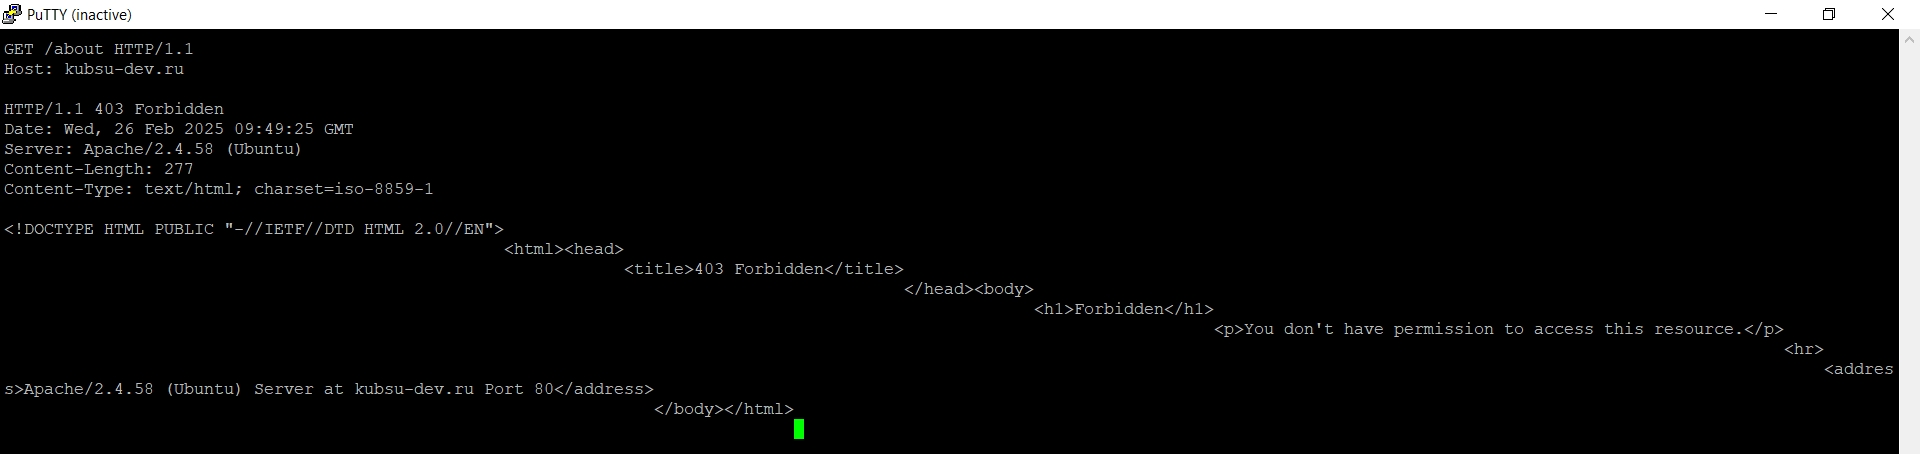 PuTTY (inactive)
GET /about HTTP/1.1
Host: kubsu-dev.ru
HTTP/1.1 403 Forbidden
Date: Wed, 26 Feb 2025 09:49:25 GMT
Server: Apache/2.4.58 (Ubuntu)
Content-Length: 277
Content-Type: text/html; charset=iso-8859-1
<!DOCTYPE HTML PUBLIC "-//IETF//DTD HTML 2.0//EN">
<html><head>
<title>403 Forbidden</title>
</head><body>
<h1>Forbidden</h1>
<p>You don't have permission to access this resource.</p>
<hr>
<addres
s>Apache/2.4.58 (Ubuntu) Server at kubsu-dev.ru Port 80</address>
</body></html>